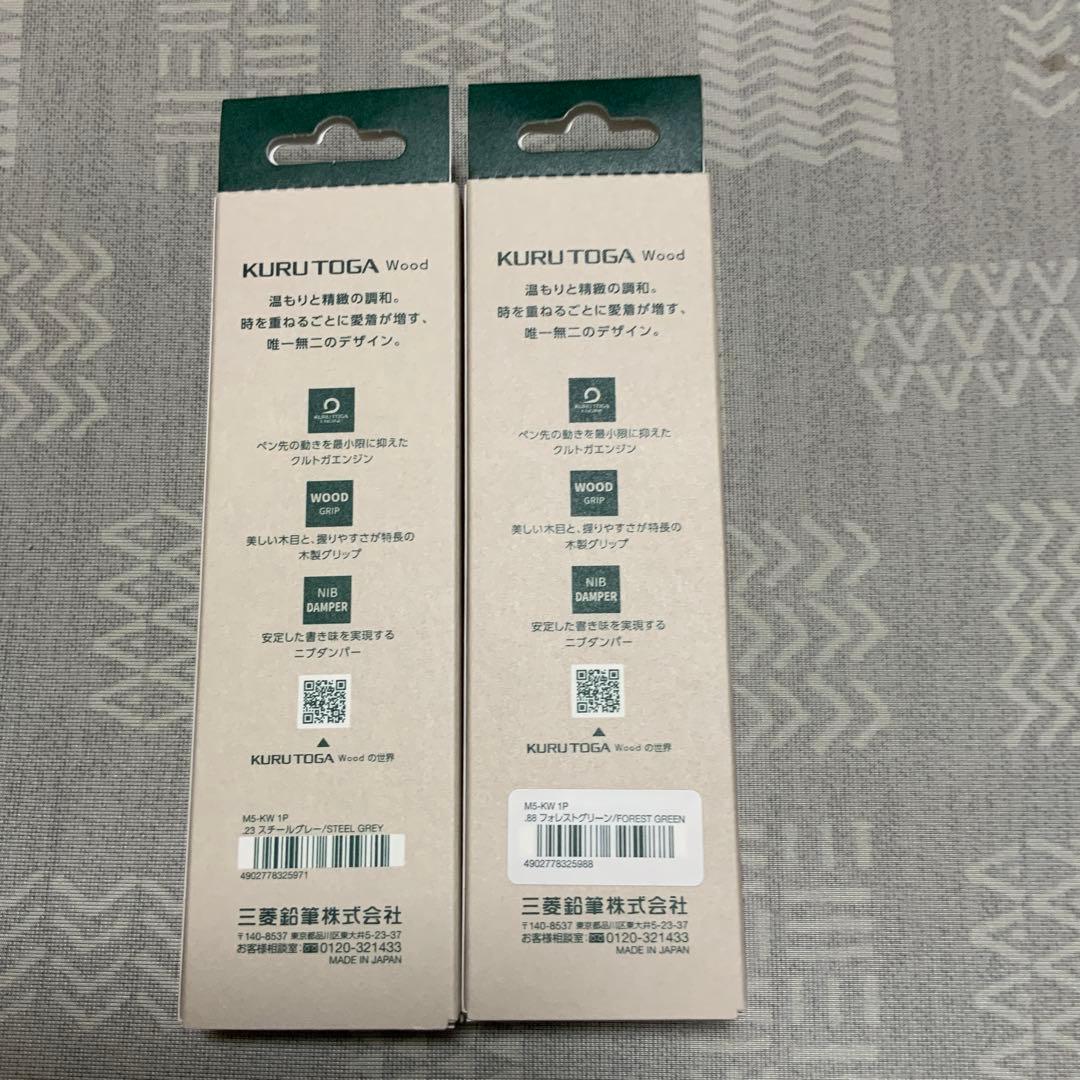 KURU TOGA Wood
温もりと精緻の調和。
時を重ねるごとに愛着が増す、
唯一無二のデザイン。
KURU TOGA
ENGINE
ペン先の動きを最小限に抑えた
クルトガエンジン
WOOD
GRIP
美しい木目と、握りやすさが特長の
木製グリップ
NIB
DAMPER
安定した書き味を実現する
ニブダンパー
KURU TOGA Wood の世界
M5-KW 1P
.23 スチールグレー/STEEL GREY
4902778325971
三菱鉛筆株式会社
〒140-8537 東京都品川区東大井5-23-37
お客様相談室:0120-321433
MADE IN JAPAN
KURU TOGA Wood
温もりと精緻の調和。
時を重ねるごとに愛着が増す、
唯一無二のデザイン。
KURU TOGA
ENGINE
ペン先の動きを最小限に抑えた
クルトガエンジン
WOOD
GRIP
美しい木目と、握りやすさが特長の
木製グリップ
NIB
DAMPER
安定した書き味を実現する
ニブダンパー
KURU TOGA Wood の世界
M5-KW 1P
.88 フォレストグリーン/FOREST GREEN
4902778325988
三菱鉛筆株式会社
〒140-8537 東京都品川区東大井5-23-37
お客様相談室:0120-321433
MADE IN JAPAN